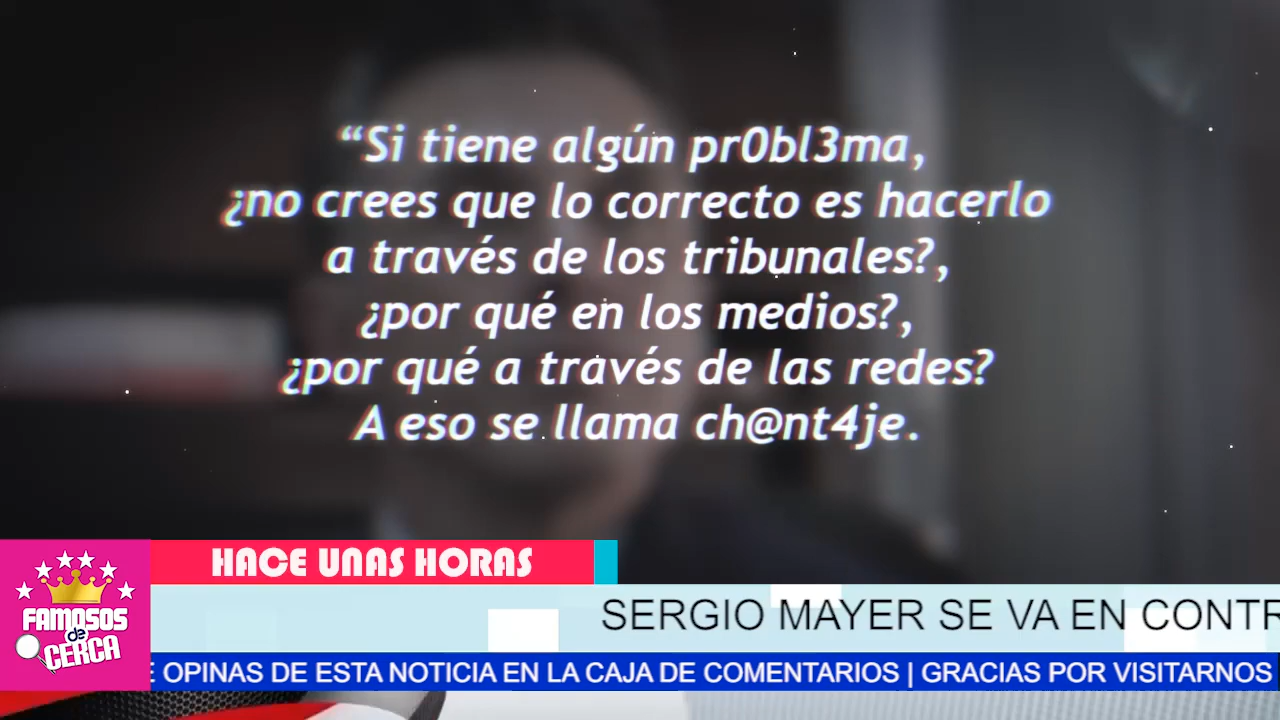 “Si tiene algún pr0bl3ma,
¿no crees que lo correcto es hacerlo
a través de los tribunales?,
¿por qué en los medios?,
¿por qué a través de las redes?
A eso se llama ch@nt4je.
HACE UNAS HORAS
FAMOSOS
de
CERCA
SERGIO MAYER SE VA EN CONTR
E OPINAS DE ESTA NOTICIA EN LA CAJA DE COMENTARIOS | GRACIAS POR VISITARNOS